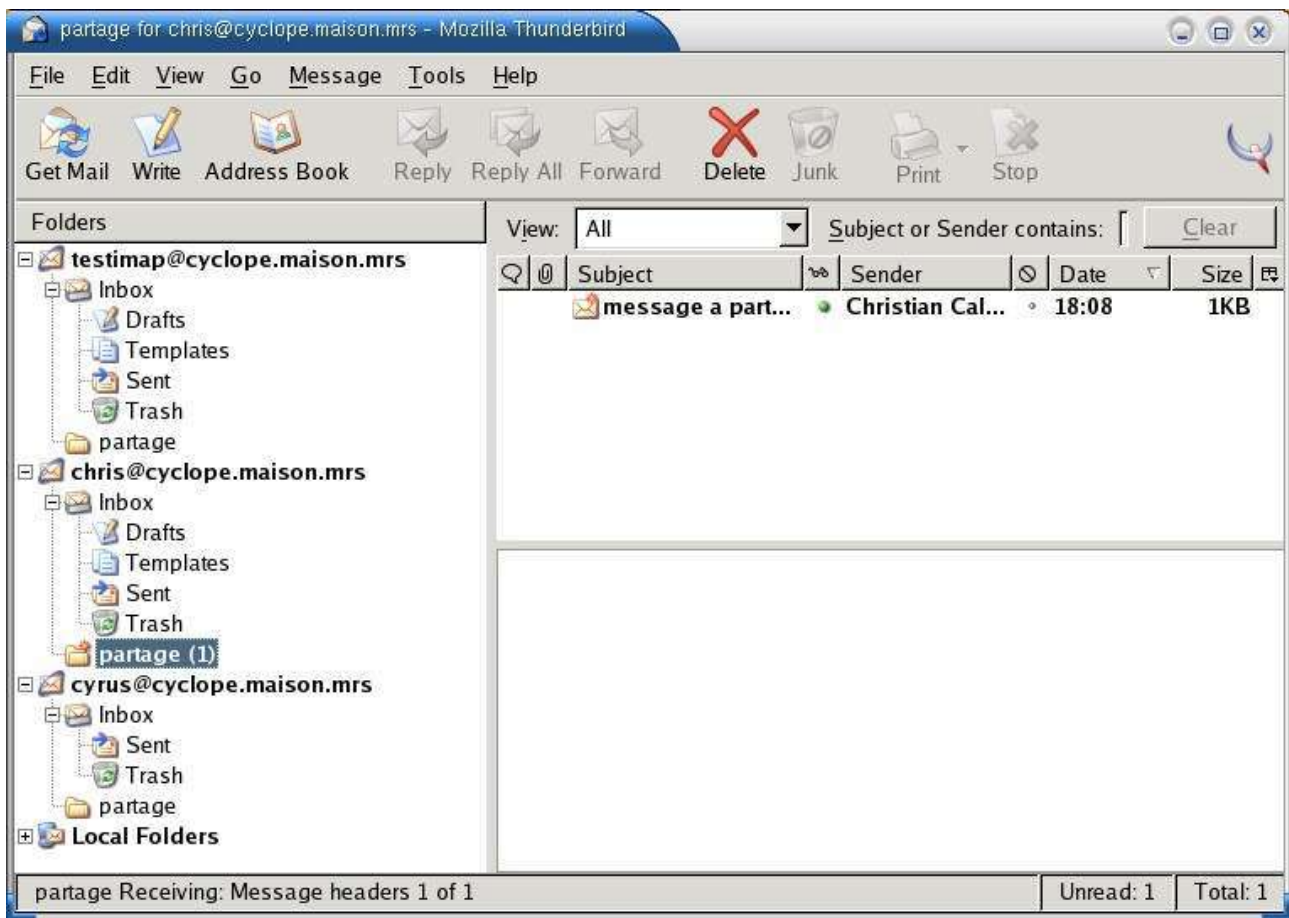 partage for chris@cyclope.maison.mrs - Mozilla Thunderbird
File Edit View Go Message Tools Help
Get Mail Write Address Book Reply Reply All Forward Delete Junk Print Stop
Folders
View: All Subject or Sender contains: Clear
Subject Sender Date Size
message a part... Christian Cal... 18:08 1KB
testimap@cyclope.maison.mrs
Inbox
Drafts
Templates
Sent
Trash
partage
chris@cyclope.maison.mrs
Inbox
Drafts
Templates
Sent
Trash
partage (1)
cyrus@cyclope.maison.mrs
Inbox
Sent
Trash
partage
Local Folders
partage Receiving: Message headers 1 of 1 Unread: 1 Total: 1